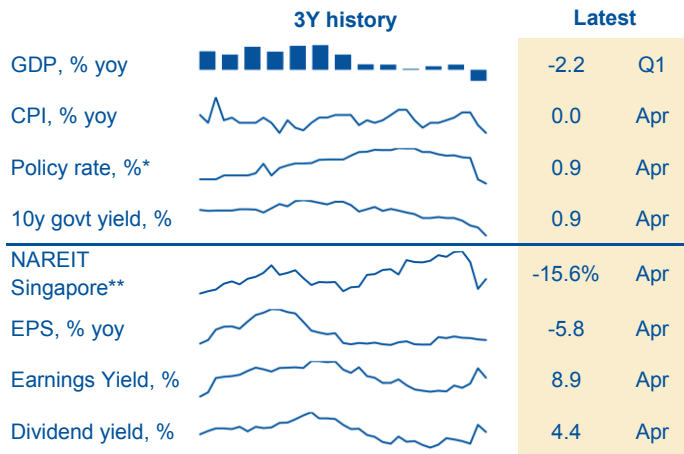 3Y history Latest
GDP, % yoy -2.2 Q1
CPI, % yoy 0.0 Apr
Policy rate, %* 0.9 Apr
10y govt yield, % 0.9 Apr
NAREIT
Singapore** -15.6% Apr
EPS, % yoy -5.8 Apr
Earnings Yield, % 8.9 Apr
Dividend yield, % 4.4 Apr